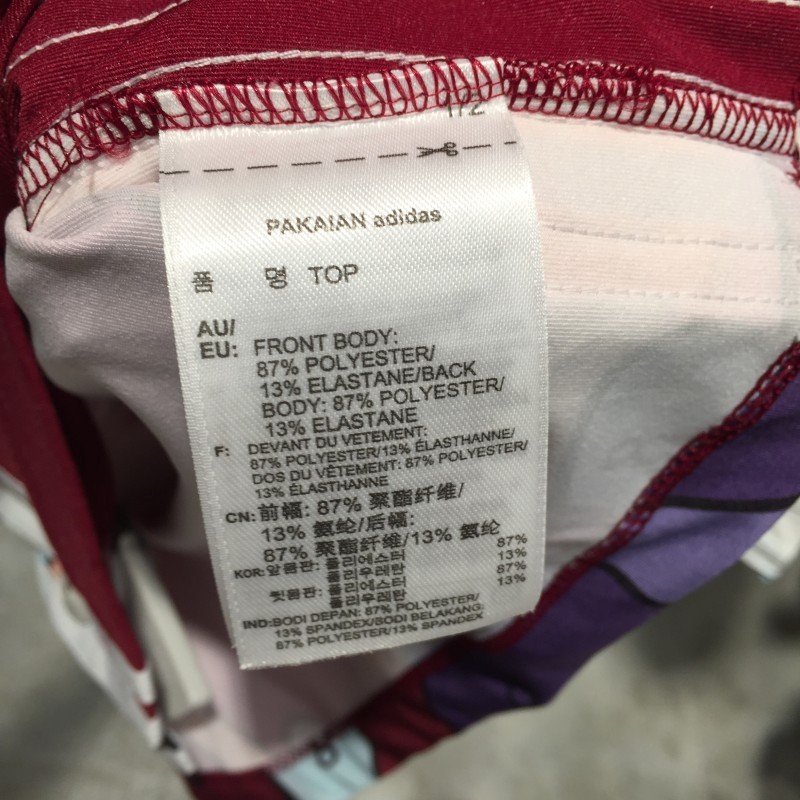 1/2
PAKAIAN adidas
품 명 TOP
AU/
EU: FRONT BODY:
87% POLYESTER/
13% ELASTANE/BACK
BODY: 87% POLYESTER/
13% ELASTANE
F: DEVANT DU VETEMENT:
87% POLYESTER/13% ÉLASTHANNE/
DOS DU VÊTEMENT: 87% POLYESTER/
13% ÉLASTHANNE
CN: 前幅: 87% 聚酯纤维/
13% 氨纶/后幅:
87% 聚酯纤维/13% 氨纶
KOR: 앞몸판: 폴리에스터 87%
폴리우레탄 13%
뒷몸판: 폴리에스터 87%
폴리우레탄 13%
IND: BODI DEPAN: 87% POLYESTER/
13% SPANDEX/SODI BELAKANG:
87% POLYESTER/13% SPANDEX